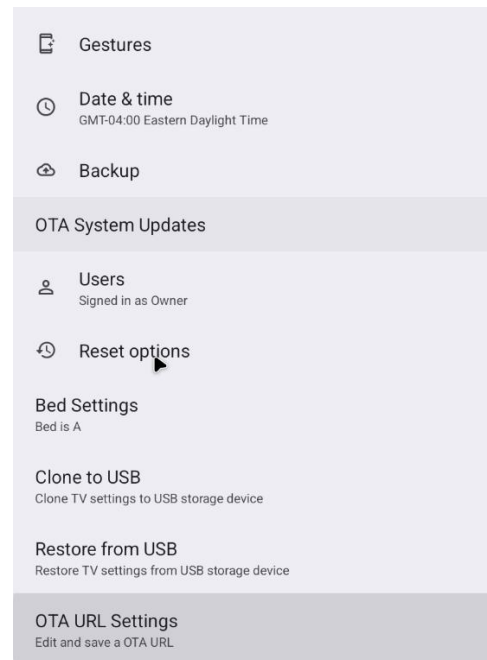 Gestures
Date & time
GMT-04:00 Eastern Daylight Time
Backup
OTA System Updates
Users
Signed in as Owner
Reset options
Bed Settings
Bed is A
Clone to USB
Clone TV settings to USB storage device
Restore from USB
Restore TV settings from USB storage device
OTA URL Settings
Edit and save a OTA URL